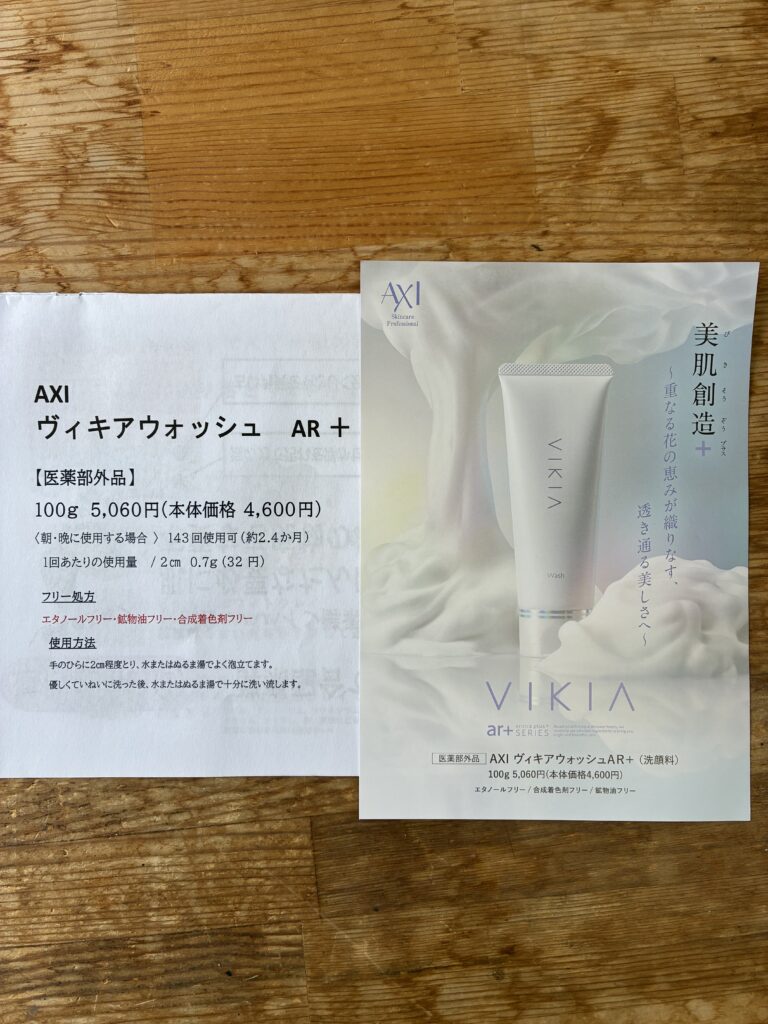 AXI
ヴィキアウォッシュ AR +
【医薬部外品】
100g 5,060円(本体価格 4,600円)
〈朝・晩に使用する場合 〉 143回使用可(約2.4か月)
1回あたりの使用量 / 2㎝ 0.7g(32 円)
フリー処方
エタノールフリー・鉱物油フリー・合成着色剤フリー
使用方法
手のひらに2㎝程度とり、水またはぬるま湯でよく泡立てます。
優しくていねいに洗った後、水またはぬるま湯で十分に洗い流します。
AXI
Skincare
Professional
美肌創造+
びきそうぞうプラス
〜重なる花の恵みが織りなす、
透き通る美しさへ〜
VIKIA
Wash
VIKIA
ar+ SERIES
医薬部外品 AXI ヴィキアウォッシュAR+(洗顔料)
100g 5,060円(本体価格4,600円)
エタノールフリー / 合成着色剤フリー / 鉱物油フリー